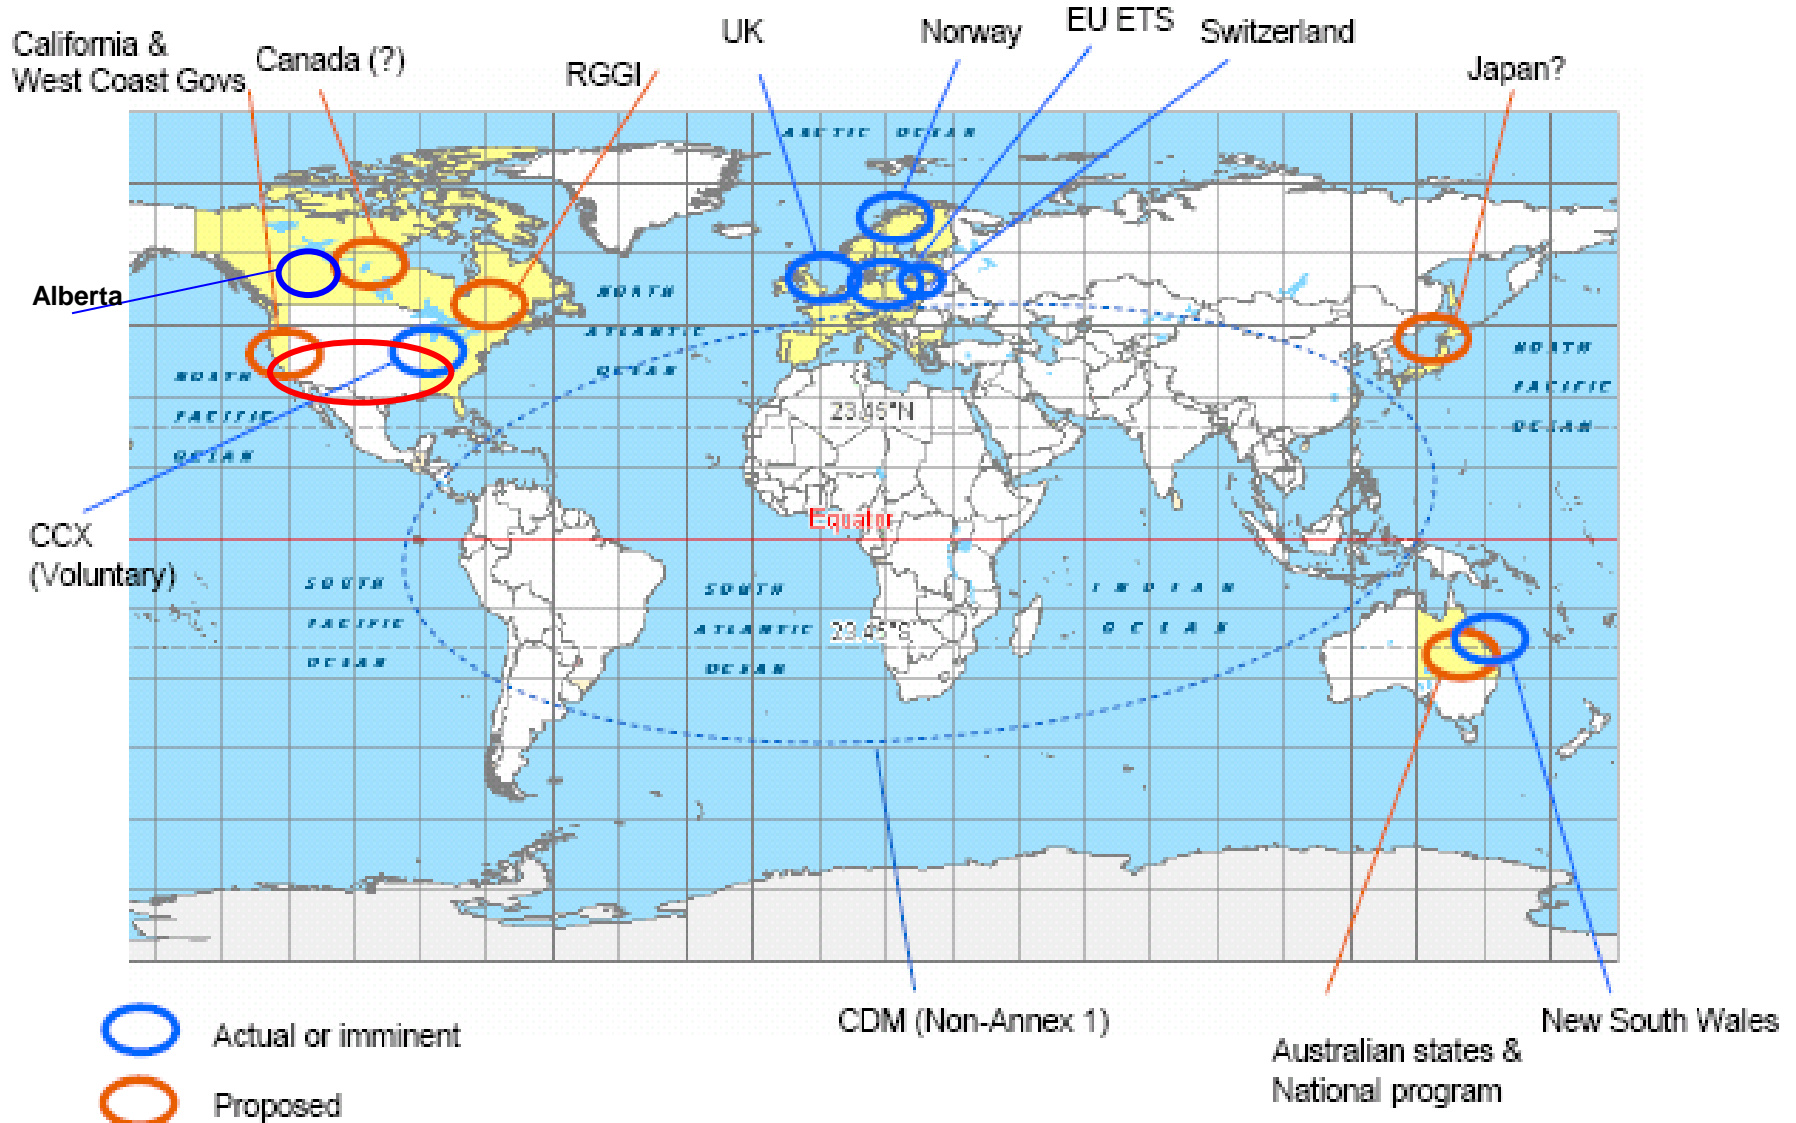 California &
West Coast Govs
Canada (?)
RGGI
UK
Norway
EU ETS
Switzerland
Japan?
ARCTIC OCEAN
Alberta
NORTH
ATLANTIC
OCEAN
NORTH
PACIFIC
OCEAN
NORTH
PACIFIC
OCEAN
23.45°N
Equator
CCX
(Voluntary)
SOUTH
PACIFIC
OCEAN
SOUTH
ATLANTIC
OCEAN
23.45°S
INDIAN
OCEAN
CDM (Non-Annex 1)
New South Wales
Australian states &
National program
Actual or imminent
Proposed